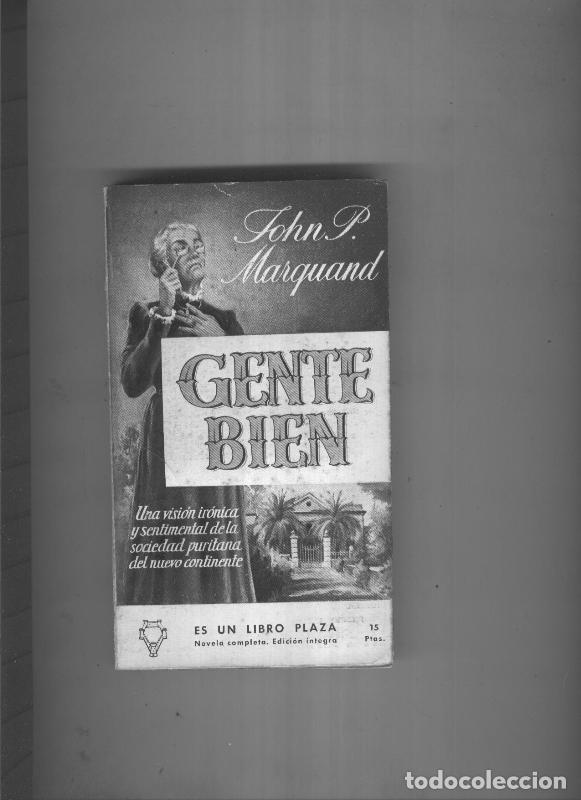 John P.
Marquand
GENTE
BIEN
Una visión irónica
y sentimental de la
sociedad puritana
del nuevo continente
ES UN LIBRO PLAZA 15
Novela completa. Edición íntegra Ptas.
todocoleccion